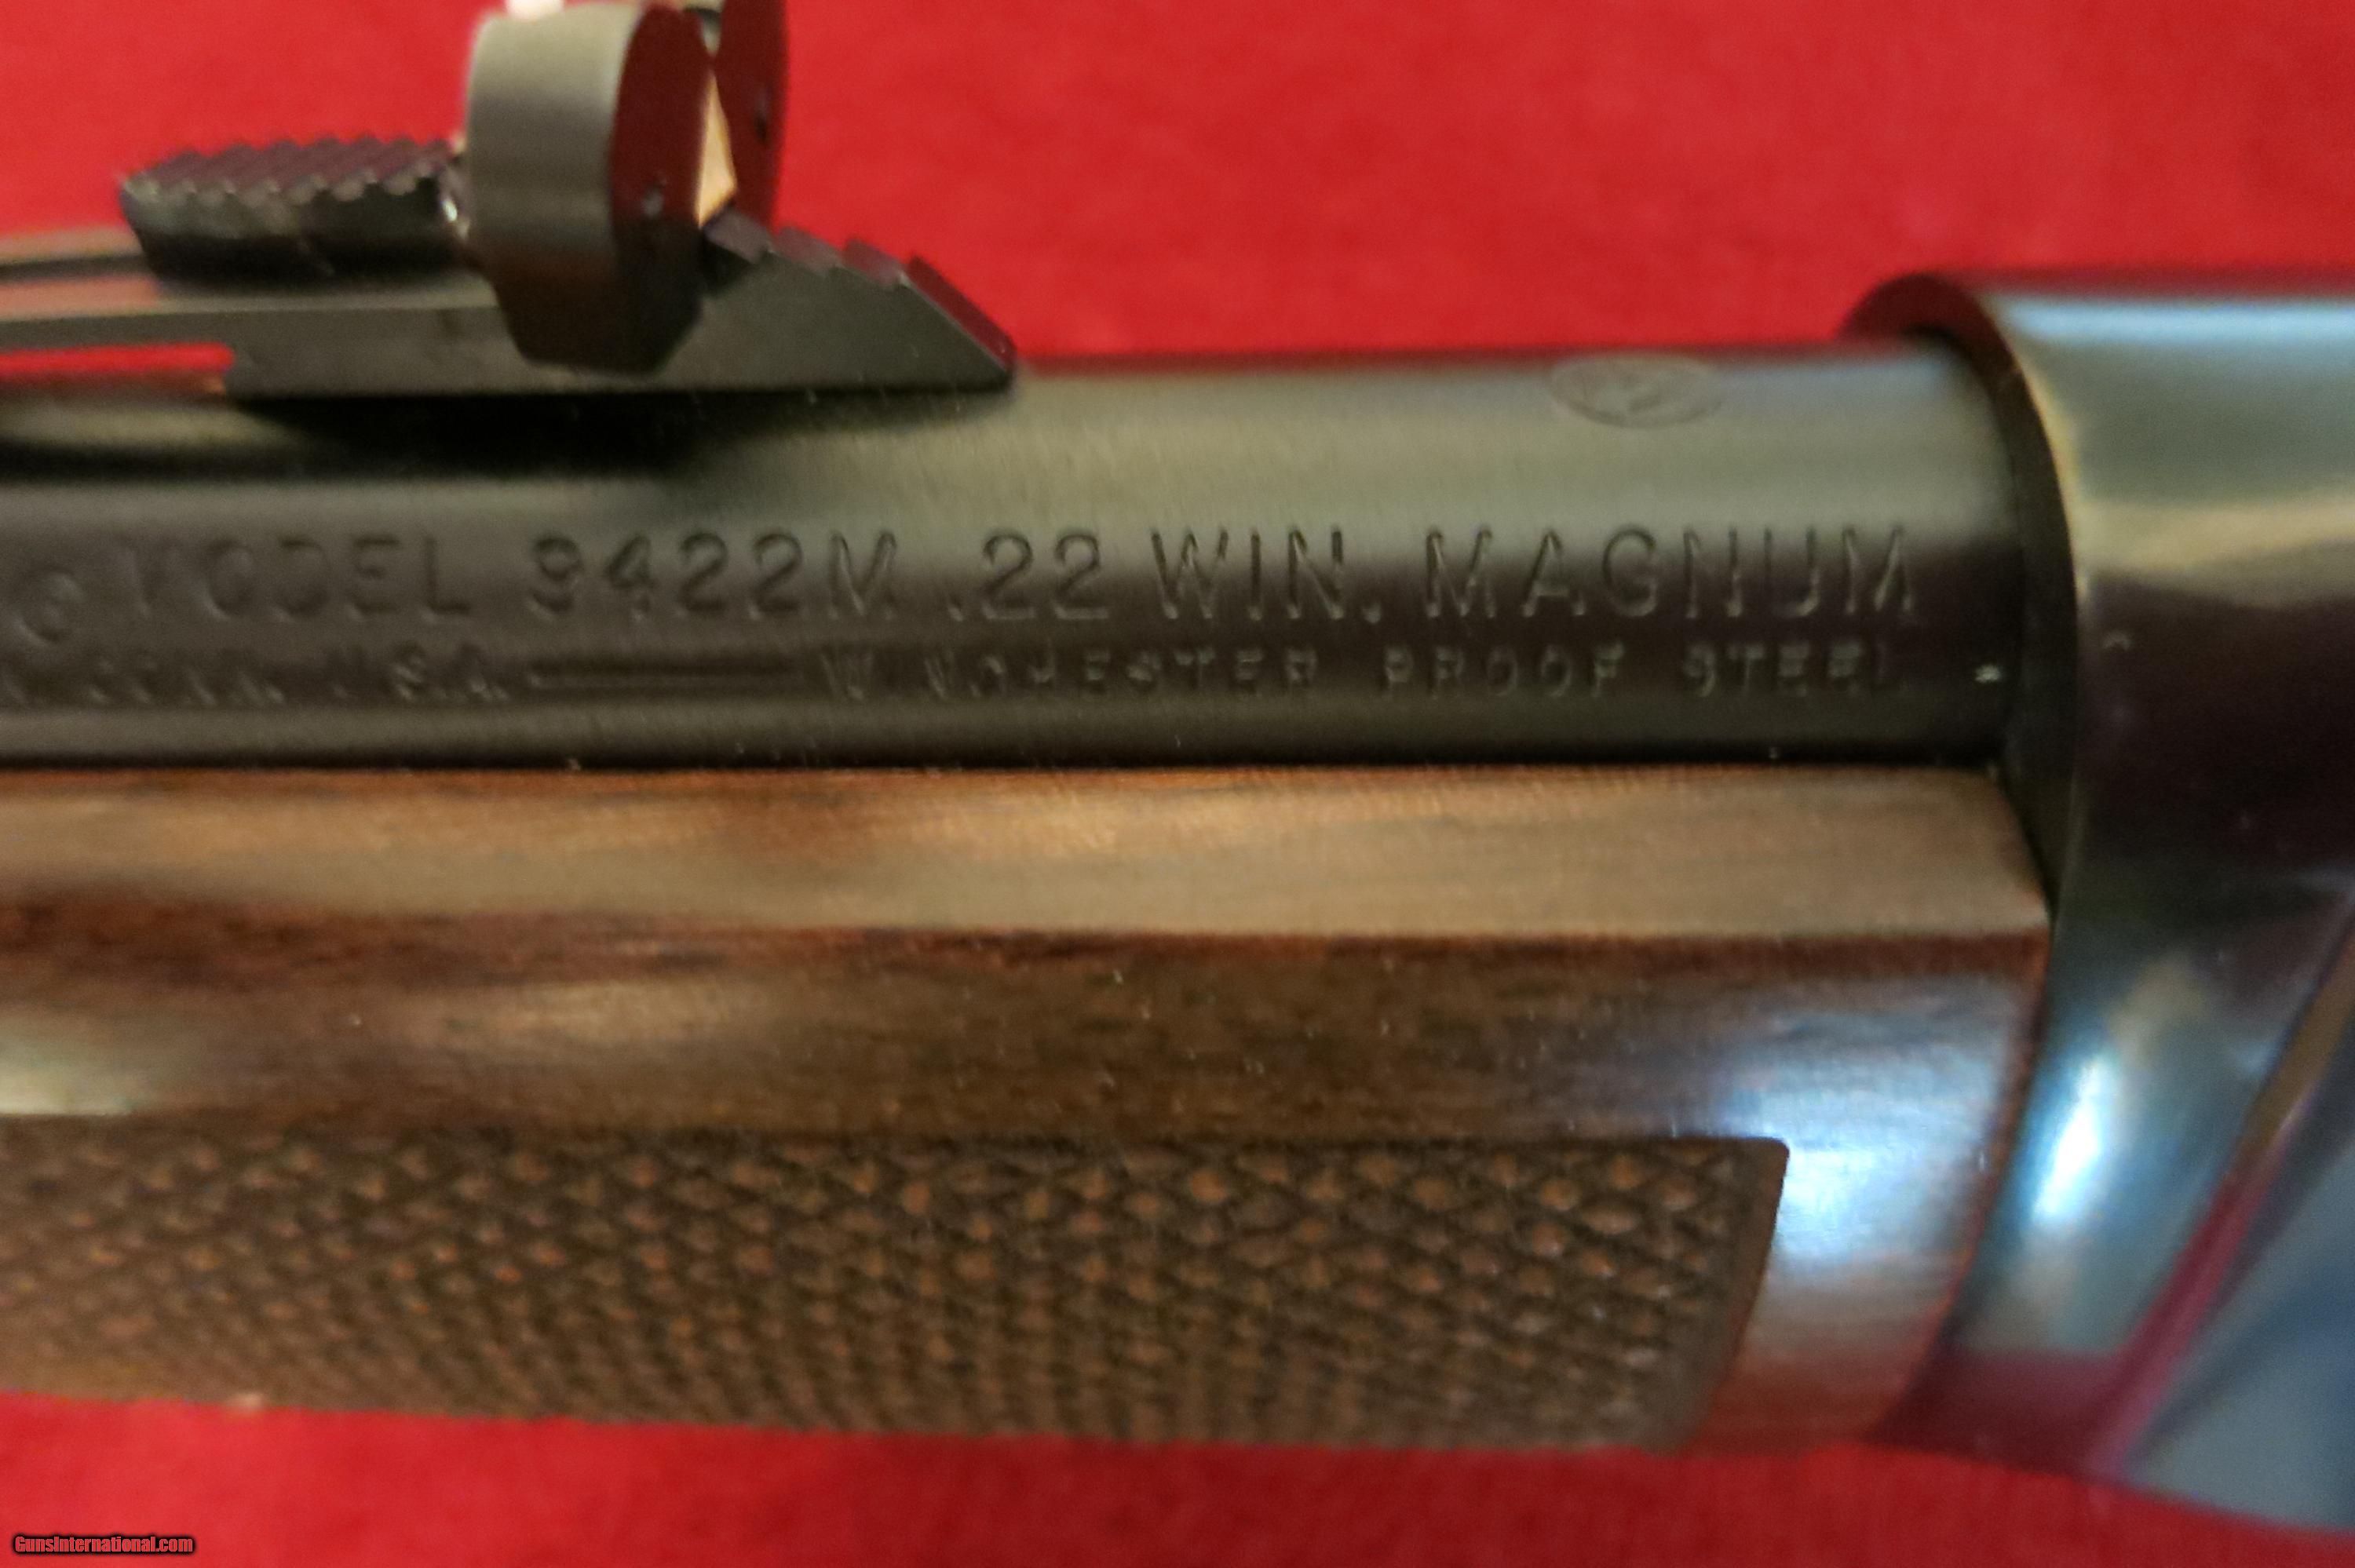 MODEL 9422M .22 WIN. MAGNUM
U.S.A. WINCHESTER PROOF STEEL
GunsInternational.com